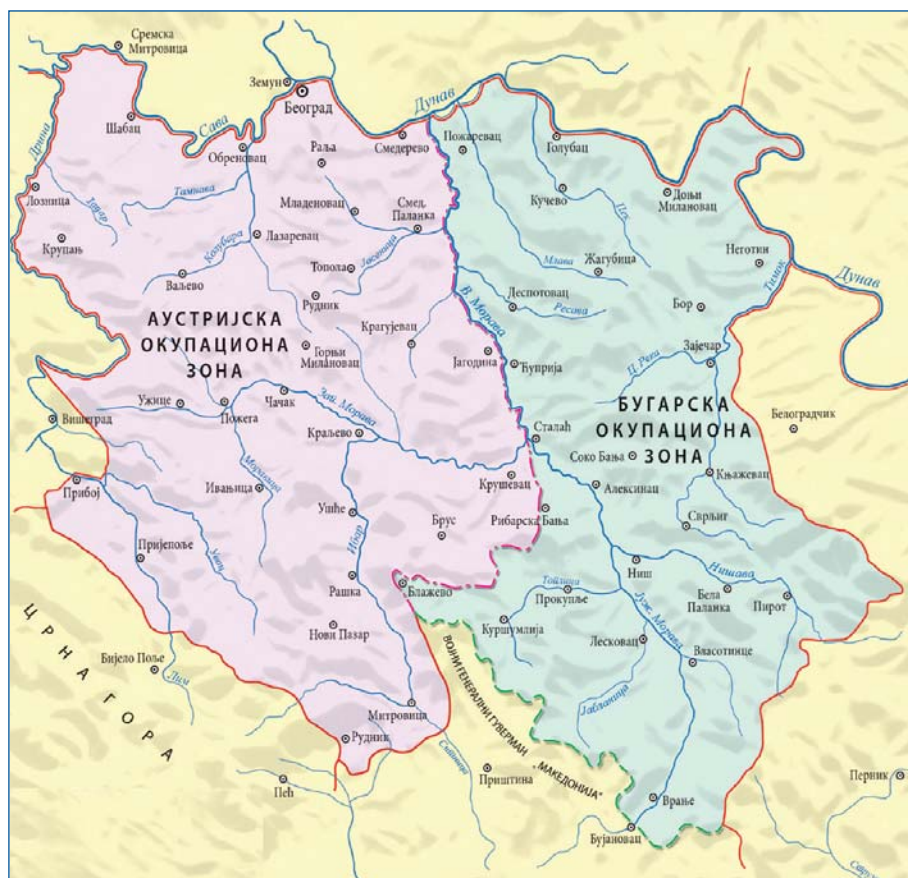 Сремска
Митровица
Земун
Београд
Дунав
Шабац
Сава
Дрина
Обреновац
Раља
Смедерево
Пожаревац
Голубац
Лозница
Јадар
Тамнава
Младеновац
Смед.
Паланка
Кучево
Пек
Доњи
Милановац
Крупањ
Колубара
Лазаревац
Јасеница
Млава
Жагубица
Неготин
Тимок
Дунав
Ваљево
Топола
Рудник
В. Морава
Деспотовац
Ресава
Бор
АУСТРИЈСКА
ОКУПАЦИОНА
ЗОНА
Крагујевац
Горњи
Милановац
Јагодина
Ћуприја
Ц. Река
Зајечар
Ужице
Пожега
Чачак
Зап. Морава
БУГАРСКА
ОКУПАЦИОНА
ЗОНА
Белоградчик
Вишеград
Краљево
Сталаћ
Соко Бања
Моравица
Прибој
Ивањица
Крушевац
Алексинац
Књажевац
Ушће
Брус
Рибарска Бања
Сврљиг
Пријепоље
Увац
Ибар
Ниш
Нишава
Рашка
Блажево
Топлица
Прокупље
Бела
Паланка
Пирот
ЦРНА ГОРА
Нови Пазар
Куршумлија
Јуж. Морава
Лесковац
Власотинце
Бијело Поље
Лим
ВОЈНИ ГЕНЕРАЛНИ ГУВЕРМАН
„МАКЕДОНИЈА“
Јабланица
Митровица
Рудник
Ситница
Приштина
Пећ
Перник
Врање
Бујановац